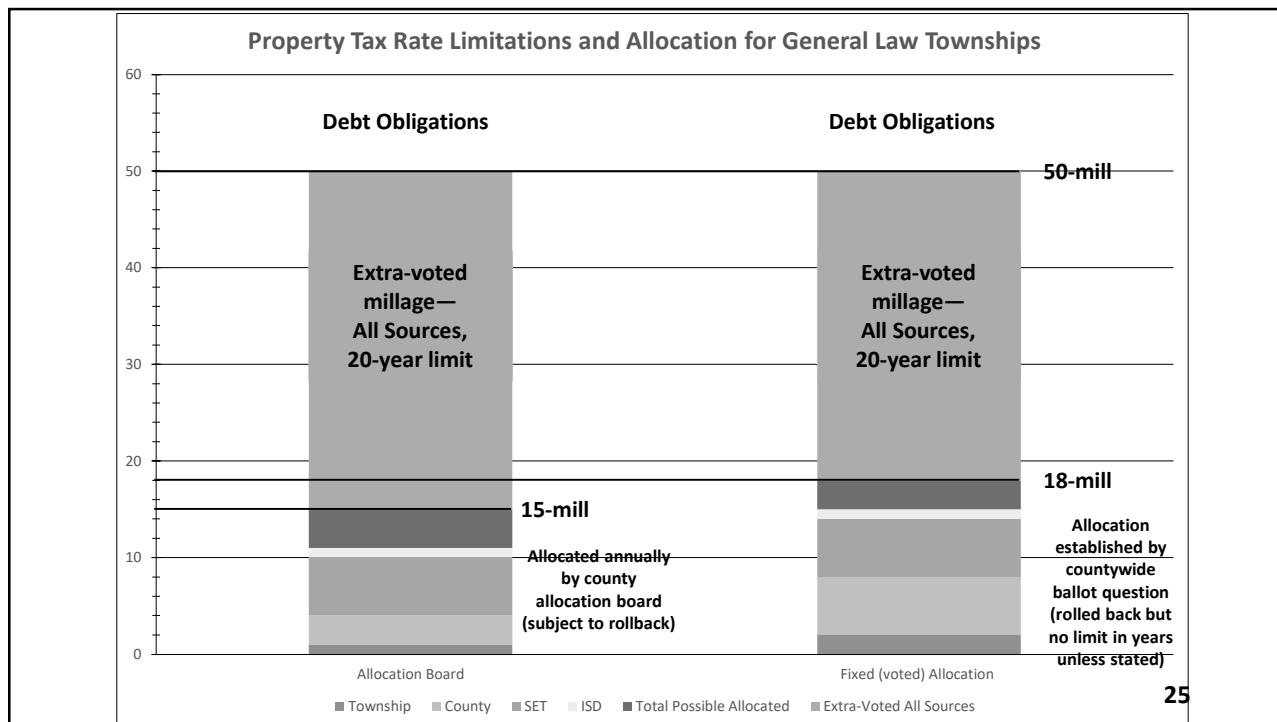 Property Tax Rate Limitations and Allocation for General Law Townships
60
50
40
30
20
10
0
Debt Obligations
Debt Obligations
50-mill
Extra-voted
millage—
All Sources,
20-year limit
Extra-voted
millage—
All Sources,
20-year limit
18-mill
15-mill
Allocated annually
by county
allocation board
(subject to rollback)
Allocation
established by
countywide
ballot question
(rolled back but
no limit in years
unless stated)
Allocation Board
Fixed (voted) Allocation
Township County SET ISD Total Possible Allocated Extra-Voted All Sources
25